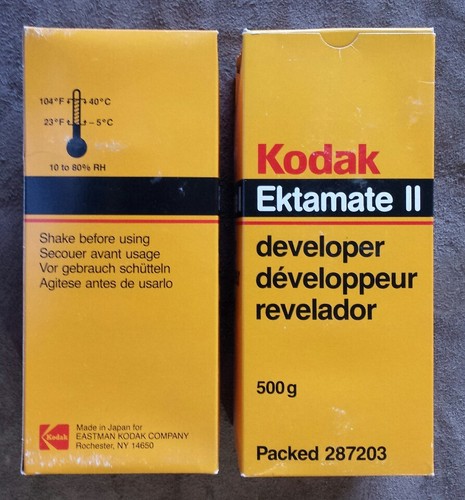 104°F 40°C
23°F -5°C
10 to 80% RH
Shake before using
Secouer avant usage
Vor gebrauch schütteln
Agitese antes de usarlo
Kodak
Made in Japan for
EASTMAN KODAK COMPANY
Rochester, NY 14650
Kodak
Ektamate II
developer
développeur
revelador
500g
Packed 287203